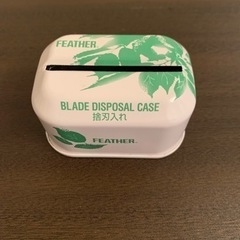 FEATHER
BLADE DISPOSAL CASE
捨刃入れ
FEATHER.